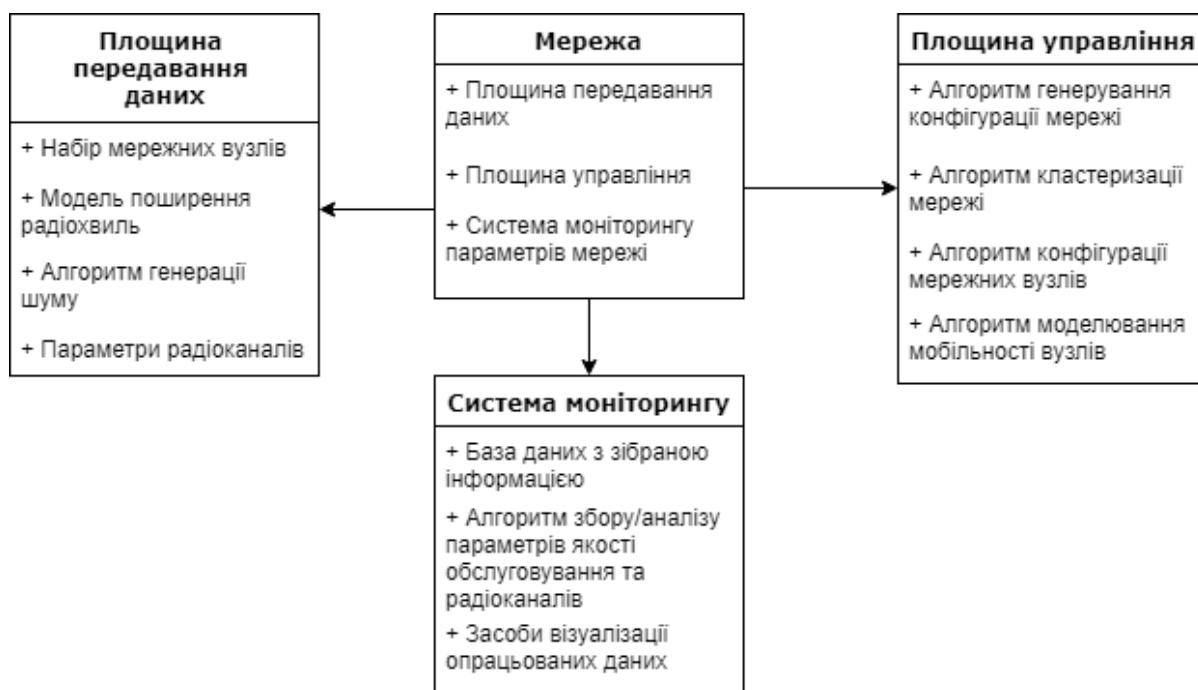 Площина
передавання
даних
+ Набір мережних вузлів
+ Модель поширення
радіохвиль
+ Алгоритм генерації
шуму
+ Параметри радіоканалів
Мережа
+ Площина передавання
даних
+ Площина управління
+ Система моніторингу
параметрів мережі
Площина управління
+ Алгоритм генерування
конфігурації мережі
+ Алгоритм кластеризації
мережі
+ Алгоритм конфігурації
мережних вузлів
+ Алгоритм моделювання
мобільності вузлів
Система моніторингу
+ База даних з зібраною
інформацією
+ Алгоритм збору/аналізу
параметрів якості
обслуговування та
радіоканалів
+ Засоби візуалізації
опрацьованих даних